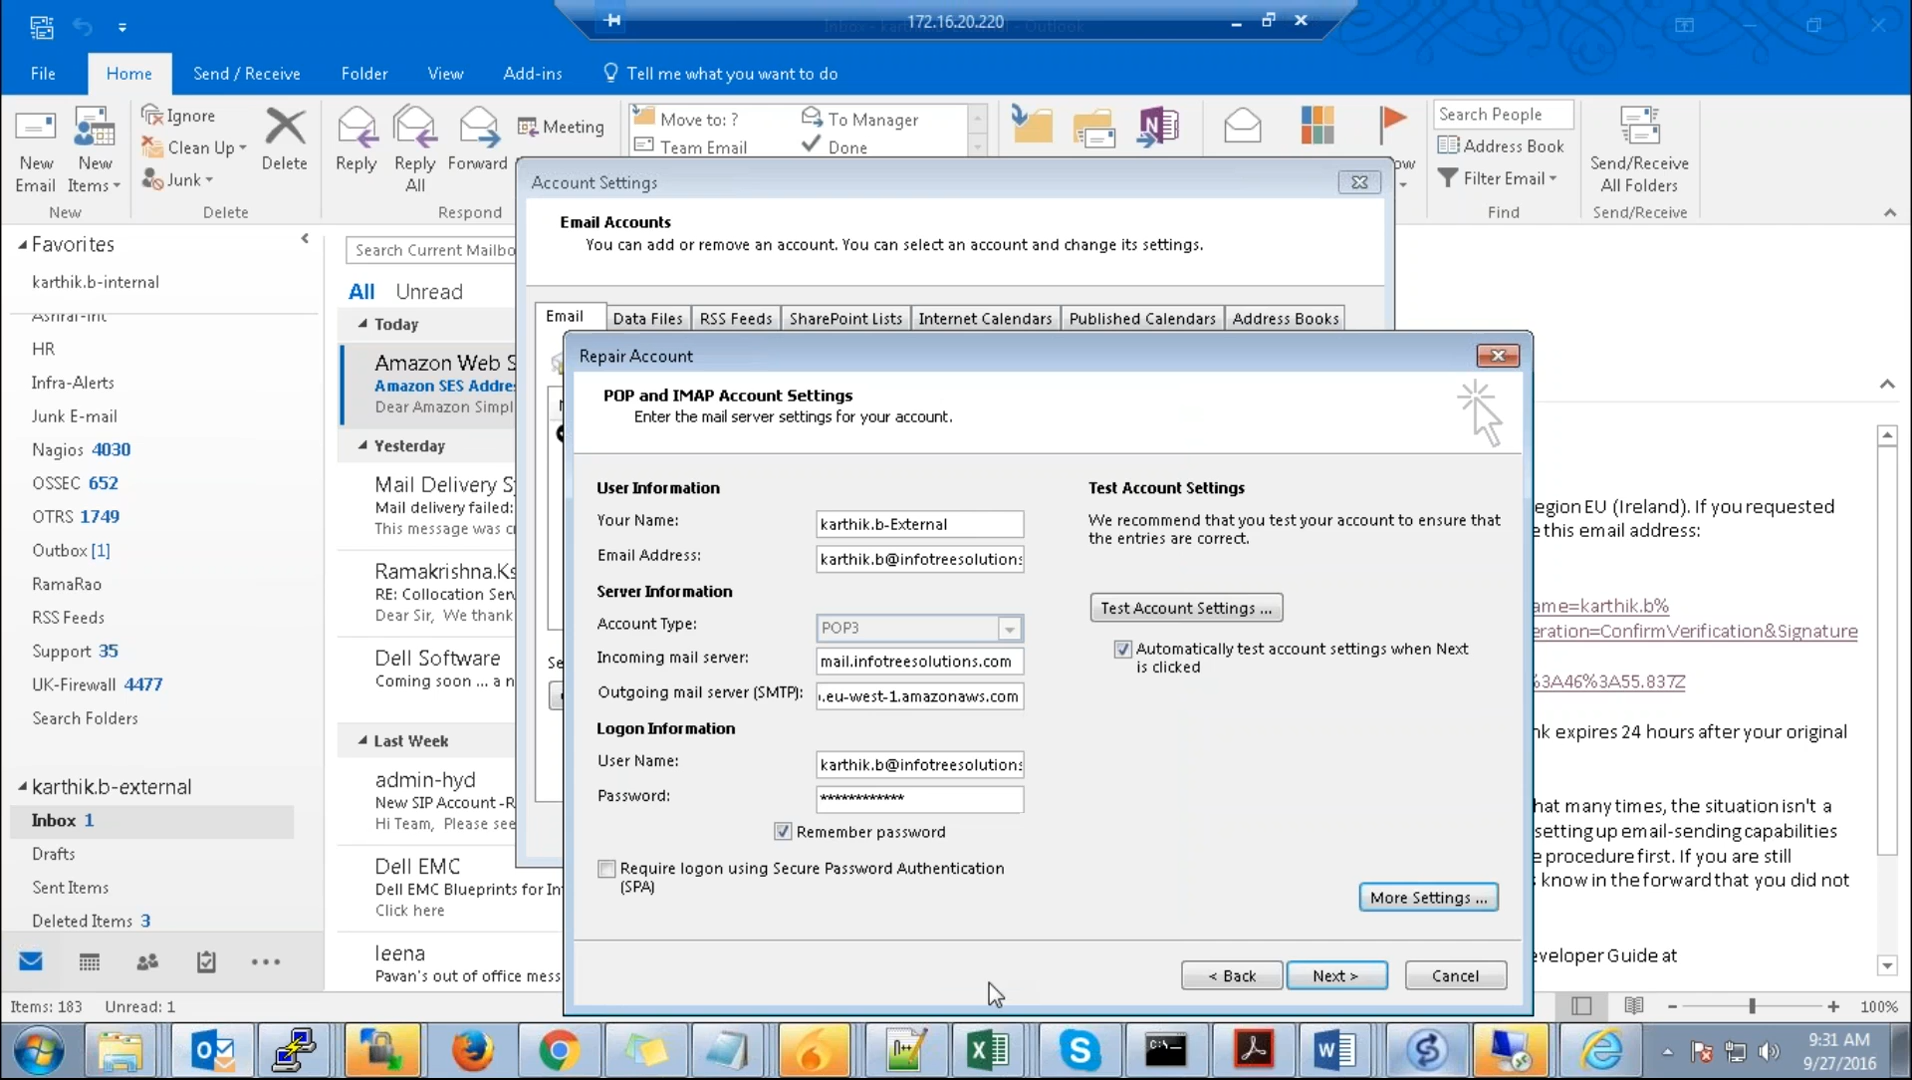 172.16.20.220
File
Home
Send / Receive
Folder
View
Add-ins
Tell me what you want to do
New Email
New Items
New
Ignore
Clean Up
Junk
Delete
Delete
Reply
Reply All
Forward
Meeting
Respond
Move to: ?
Team Email
To Manager
Done
Search People
Address Book
Filter Email
Find
Send/Receive All Folders
Send/Receive
Favorites
karthik.b-internal
HR
Infra-Alerts
Junk E-mail
Nagios 4030
OSSEC 652
OTRS 1749
Outbox [1]
RamaRao
RSS Feeds
Support 35
UK-Firewall 4477
Search Folders
karthik.b-external
Inbox 1
Drafts
Sent Items
Deleted Items 3
Items: 183
Unread: 1
Search Current Mailbo
All Unread
Today
Amazon Web S
Amazon SES Addre
Dear Amazon Simpl
Yesterday
Mail Delivery Sy
Mail delivery failed:
This message was cr
Ramakrishna.Ks
RE: Collocation Serv
Dear Sir, We thank
Dell Software
Coming soon ... a n
Last Week
admin-hyd
New SIP Account -R
Hi Team, Please see
Dell EMC
Dell EMC Blueprints for In
Click here
leena
Pavan's out of office mess
Account Settings
Email Accounts
You can add or remove an account. You can select an account and change its settings.
Email
Data Files
RSS Feeds
SharePoint Lists
Internet Calendars
Published Calendars
Address Books
Repair Account
POP and IMAP Account Settings
Enter the mail server settings for your account.
User Information
Your Name: karthik.b-External
Email Address: karthik.b@infotreesolutions
Server Information
Account Type: POP3
Incoming mail server: mail.infotreesolutions.com
Outgoing mail server (SMTP): .eu-west-1.amazonaws.com
Logon Information
User Name: karthik.b@infotreesolutions
Password: ************
Remember password
Require logon using Secure Password Authentication
(SPA)
Test Account Settings
We recommend that you test your account to ensure that
the entries are correct.
Test Account Settings ...
Automatically test account settings when Next
is clicked
More Settings ...
< Back
Next >
Cancel
egion EU (Ireland). If you requested
e this email address:
ame=karthik.b%
eration=ConfirmVerification&Signature
%3A46%3A55.837Z
nk expires 24 hours after your original
hat many times, the situation isn't a
setting up email-sending capabilities
e procedure first. If you are still
s know in the forward that you did not
eveloper Guide at
100%
9:31 AM
9/27/2016